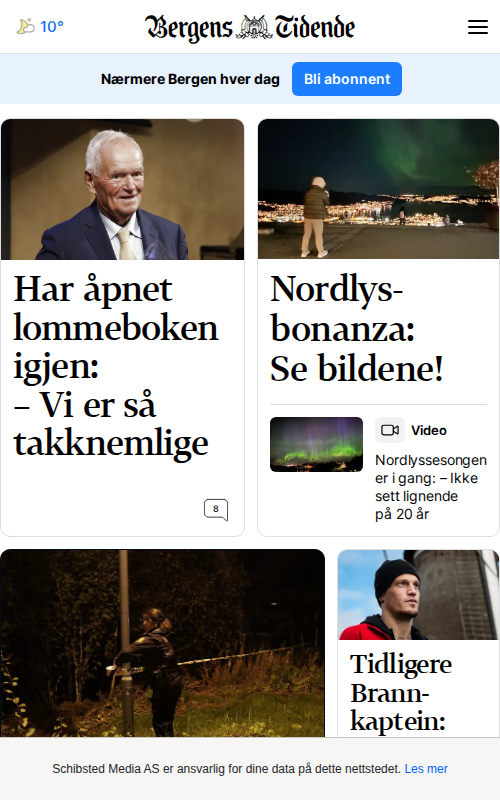 10°
Bergens Tidende
Nærmere Bergen hver dag
Bli abonnent
Har åpnet
lommeboken
igjen:
– Vi er så
takknemlige
8
Nordlys-
bonanza:
Se bildene!
Video
Nordlyssesongen
er i gang: – Ikke
sett lignende
på 20 år
Tidligere
Brann-
kaptein:
Schibsted Media AS er ansvarlig for dine data på dette nettstedet. Les mer